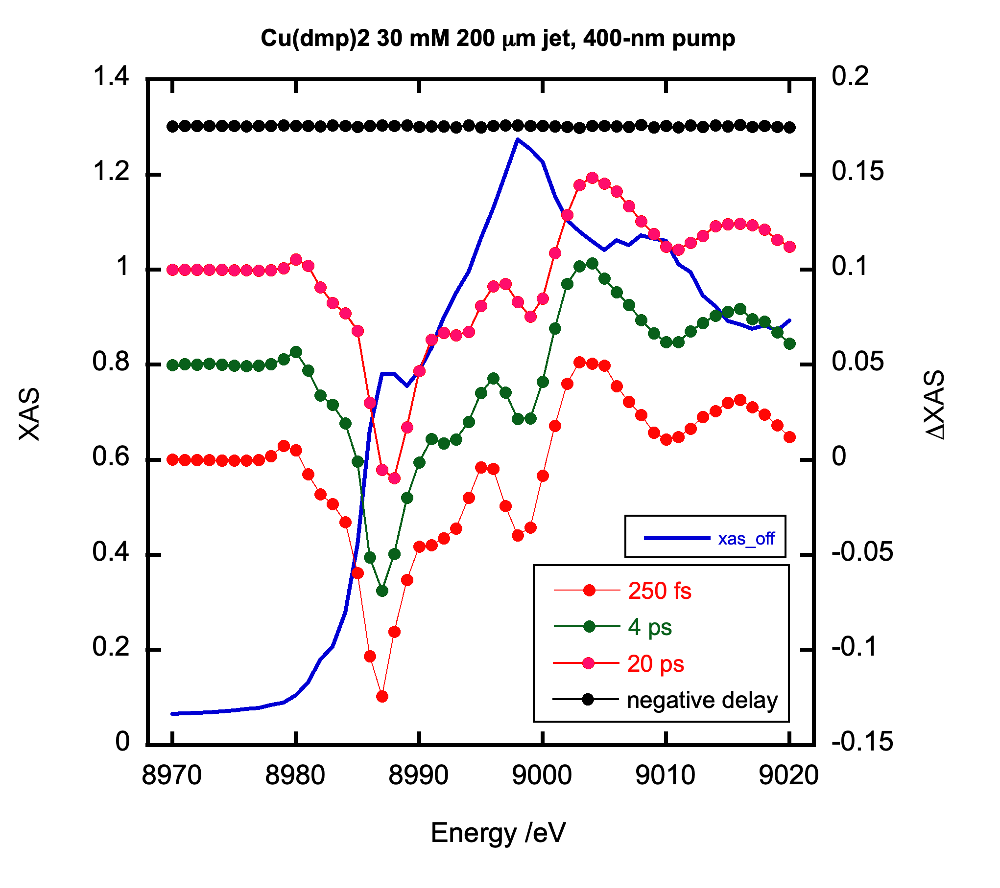 Cu(dmp)2 30 mM 200 μm jet, 400-nm pump
1.4
1.2
1
0.8
0.6
0.4
0.2
0
XAS
0.2
0.15
0.1
0.05
0
-0.05
-0.1
-0.15
ΔXAS
xas_off
250 fs
4 ps
20 ps
negative delay
8970 8980 8990 9000 9010 9020
Energy /eV